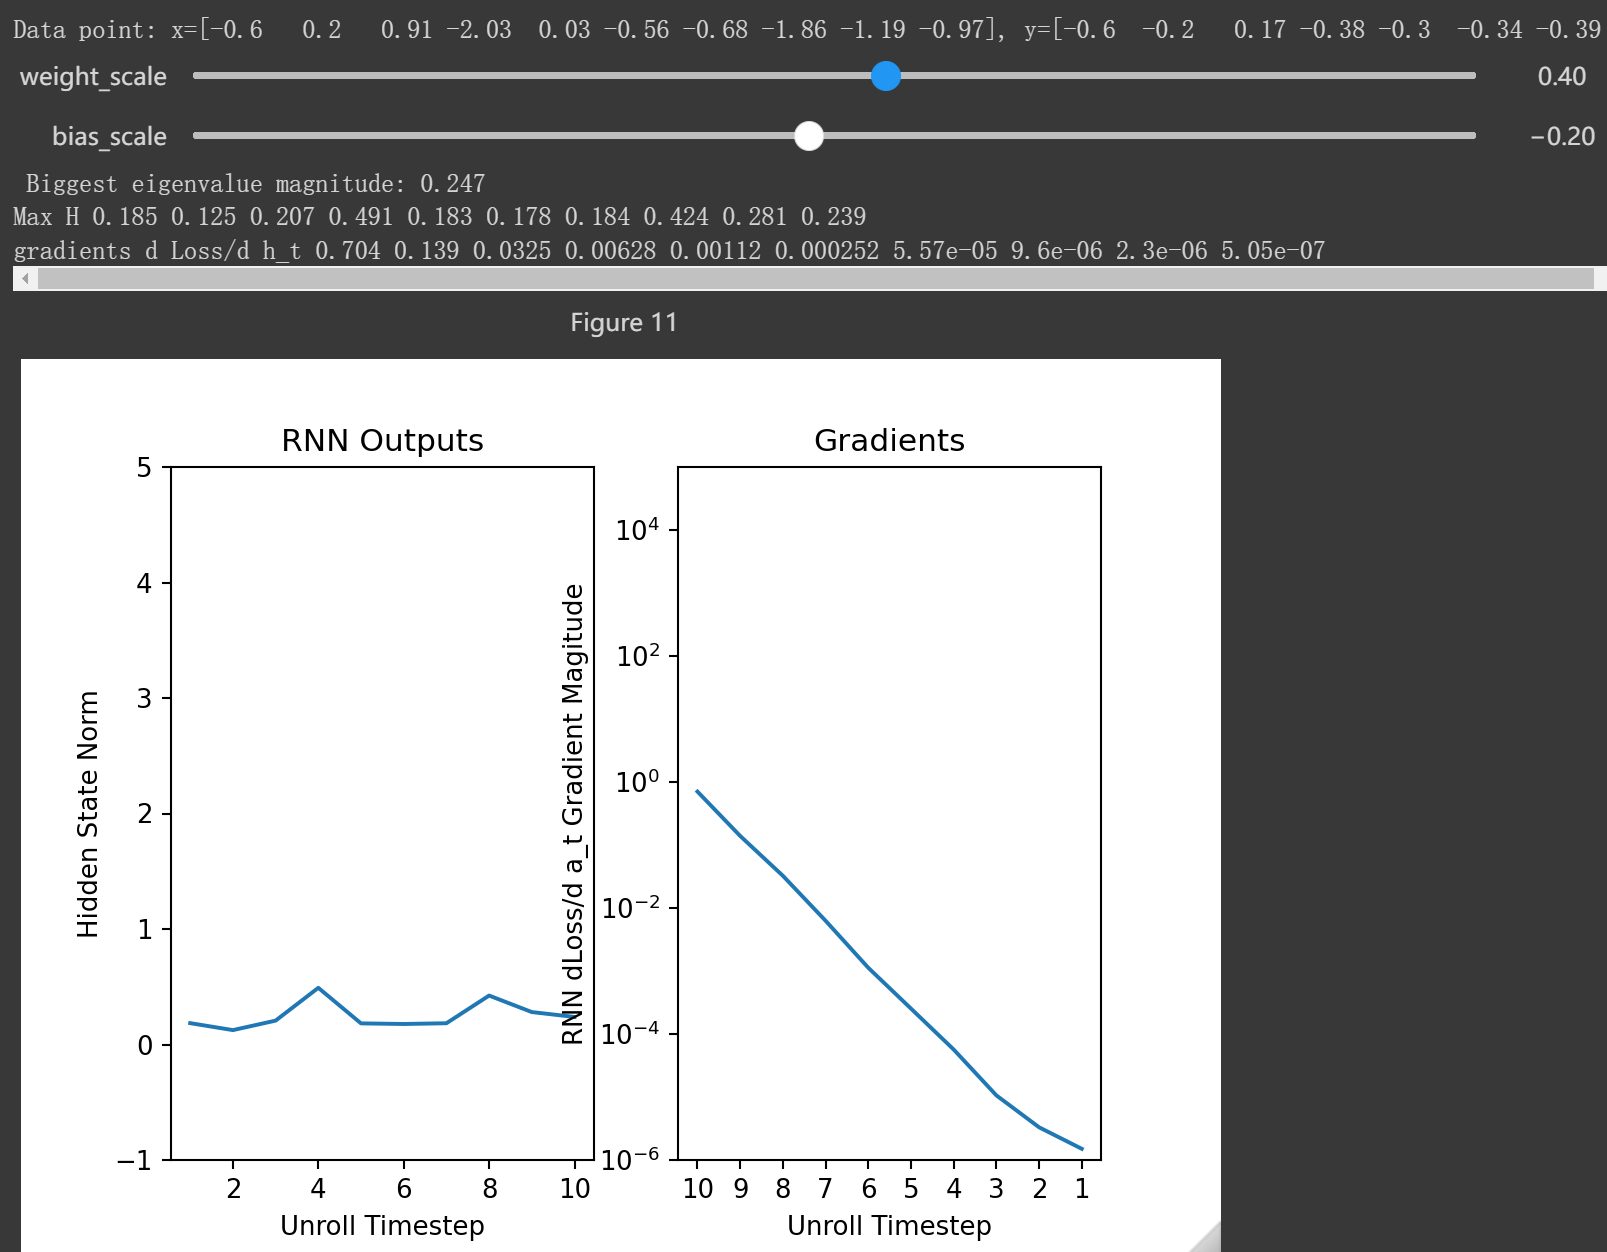 Data point: x=[-0.6 0.2 0.91 -2.03 0.03 -0.56 -0.68 -1.86 -1.19 -0.97], y=[-0.6 -0.2 0.17 -0.38 -0.3 -0.34 -0.39
weight_scale 0.40
bias_scale −0.20
Biggest eigenvalue magnitude: 0.247
Max H 0.185 0.125 0.207 0.491 0.183 0.178 0.184 0.424 0.281 0.239
gradients d Loss/d h_t 0.704 0.139 0.0325 0.00628 0.00112 0.000252 5.57e-05 9.6e-06 2.3e-06 5.05e-07
Figure 11
RNN Outputs
5
4
3
2
1
0
−1
Hidden State Norm
2 4 6 8 10
Unroll Timestep
Gradients
10⁴
10²
10⁰
10⁻²
10⁻⁴
10⁻⁶
RNN dLoss/d a_t Gradient Magitude
10 9 8 7 6 5 4 3 2 1
Unroll Timestep